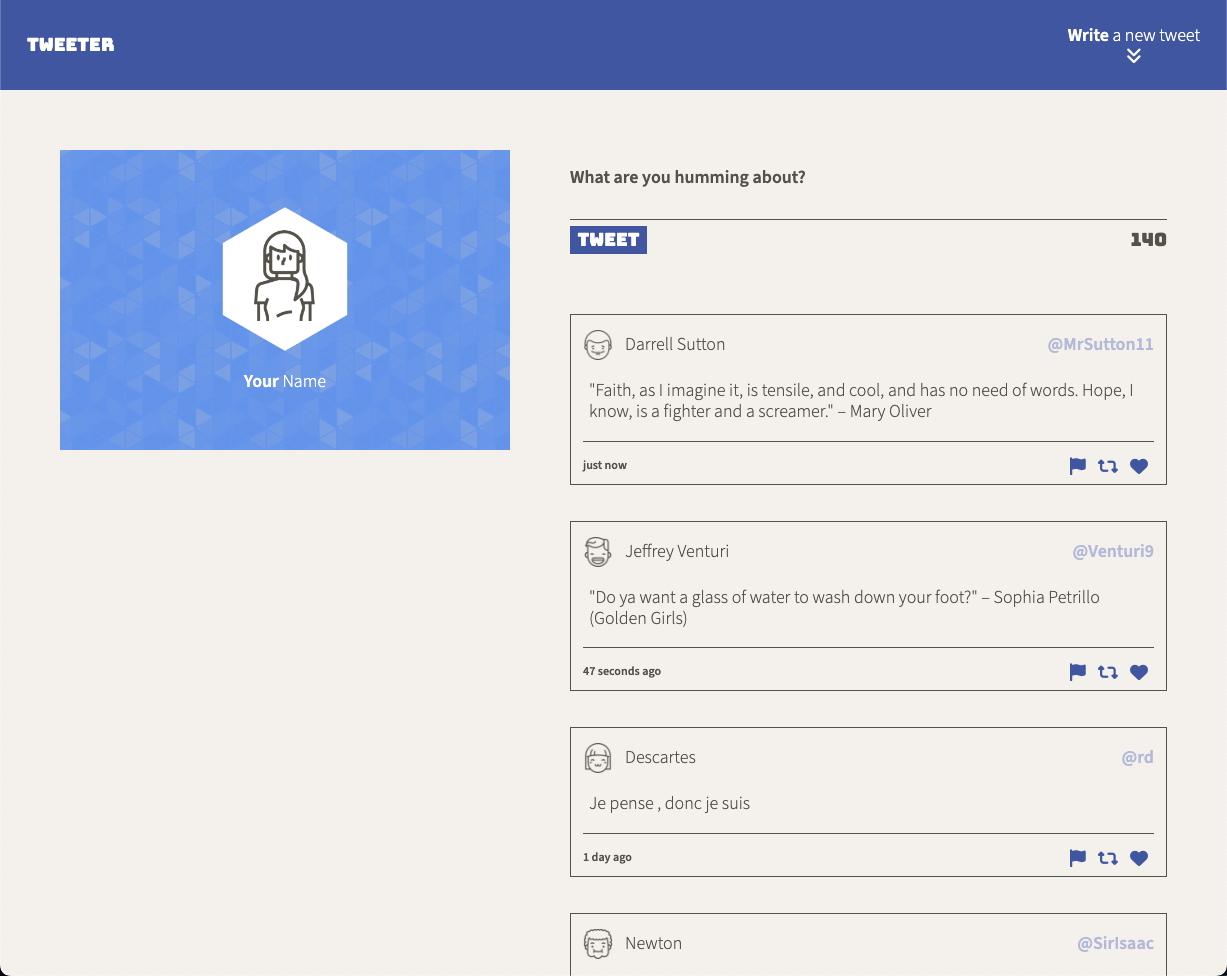 TWEETER
Write a new tweet
Your Name
What are you humming about?
TWEET
140
Darrell Sutton
@MrSutton11
"Faith, as I imagine it, is tensile, and cool, and has no need of words. Hope, I
know, is a fighter and a screamer." – Mary Oliver
just now
Jeffrey Venturi
@Venturi9
"Do ya want a glass of water to wash down your foot?" – Sophia Petrillo
(Golden Girls)
47 seconds ago
Descartes
@rd
Je pense , donc je suis
1 day ago
Newton
@SirIsaac